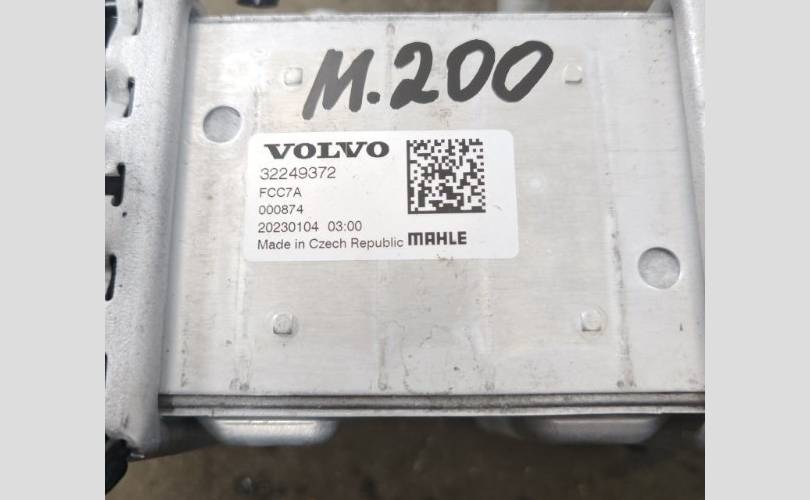 M.200
VOLVO
32249372
FCC7A
000874
20230104 03:00
Made in Czech Republic MAHLE